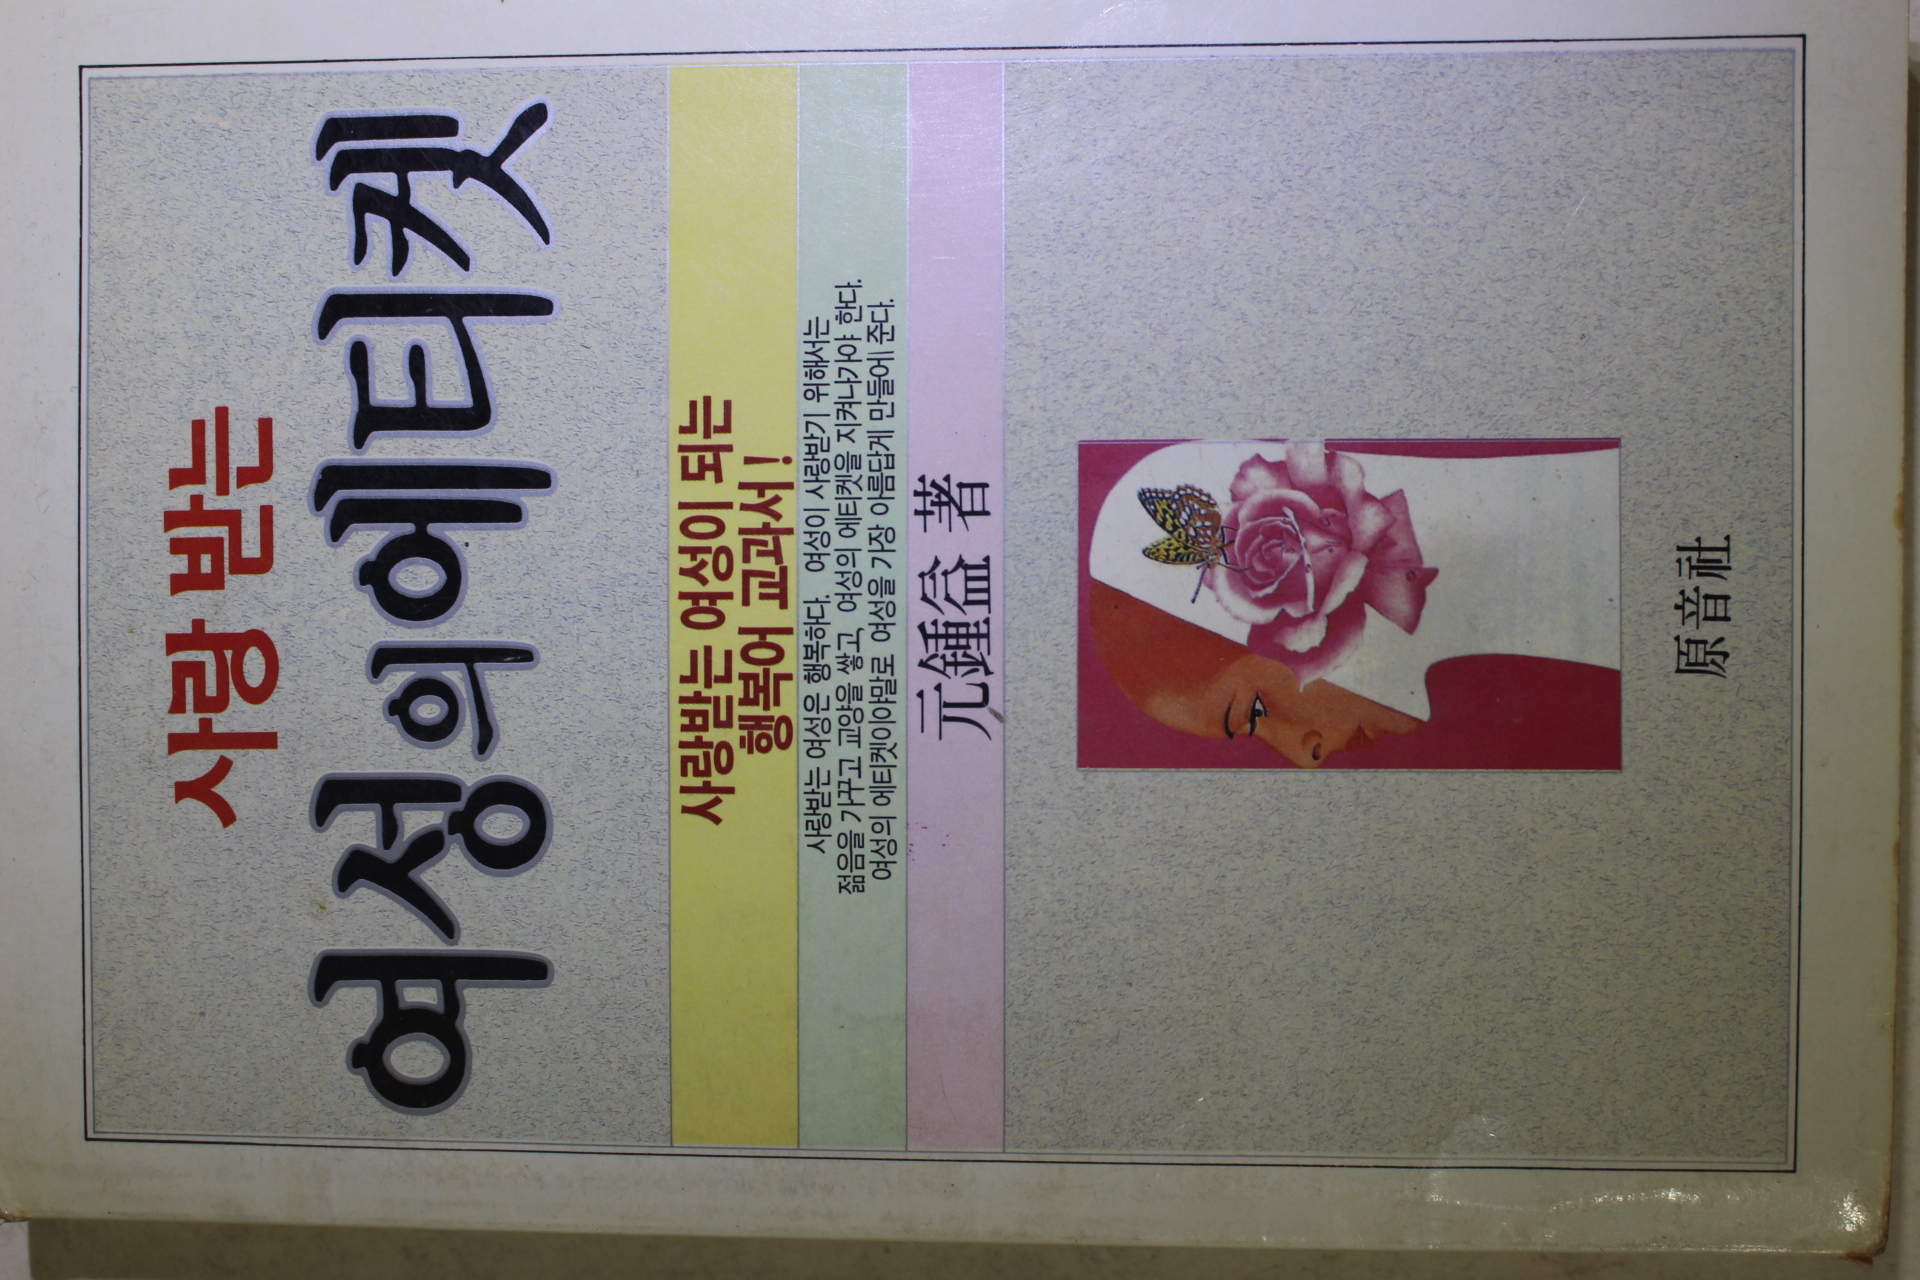 사랑 받는
여성의 에티켓
사랑받는 여성이 되는
행복어 교과서!
사랑받는 여성은 행복하다. 여성이 사랑받기 위해서는
젊음을 가꾸고 교양을 쌓고, 여성의 에티켓을 지켜나가야 한다.
여성의 에티켓이야말로 여성을 가장 아름답게 만들에 준다.
元鍾益 著
原音社